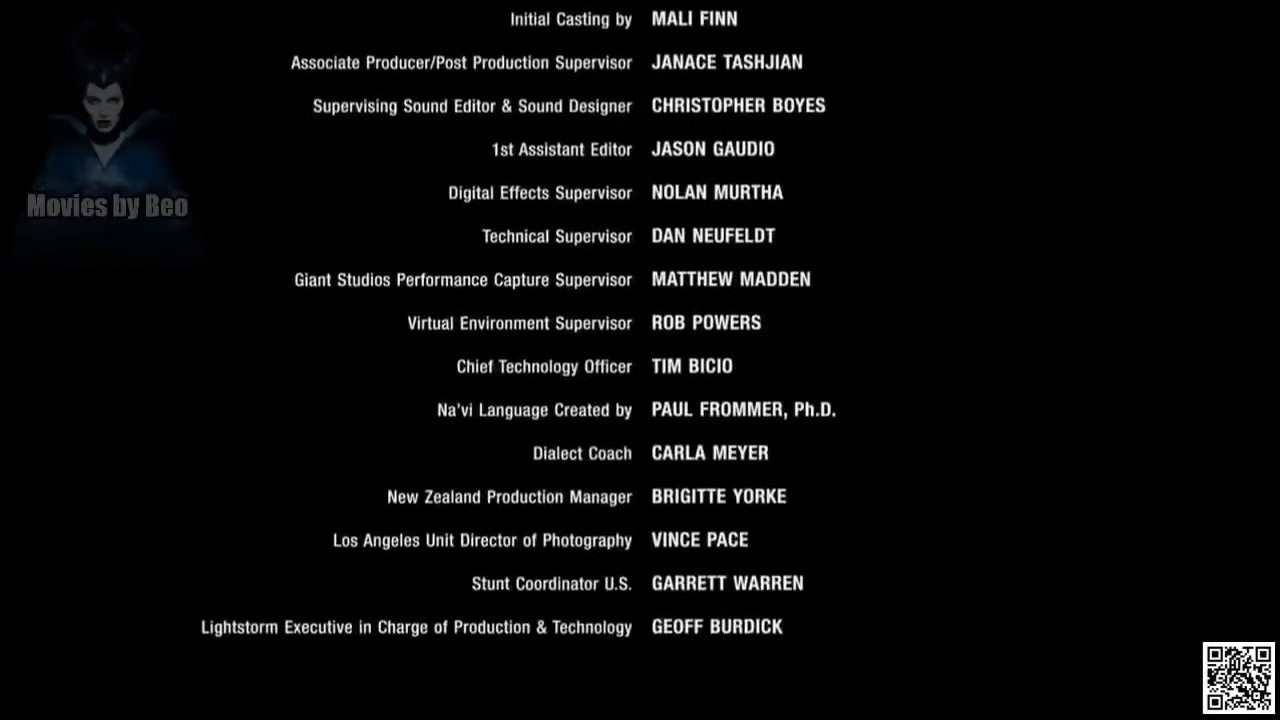 Initial Casting by MALI FINN
Associate Producer/Post Production Supervisor JANACE TASHJIAN
Supervising Sound Editor & Sound Designer CHRISTOPHER BOYES
1st Assistant Editor JASON GAUDIO
Digital Effects Supervisor NOLAN MURTHA
Technical Supervisor DAN NEUFELDT
Giant Studios Performance Capture Supervisor MATTHEW MADDEN
Virtual Environment Supervisor ROB POWERS
Chief Technology Officer TIM BICIO
Na'vi Language Created by PAUL FROMMER, Ph.D.
Dialect Coach CARLA MEYER
New Zealand Production Manager BRIGITTE YORKE
Los Angeles Unit Director of Photography VINCE PACE
Stunt Coordinator U.S. GARRETT WARREN
Lightstorm Executive in Charge of Production & Technology GEOFF BURDICK
Movies by Beo